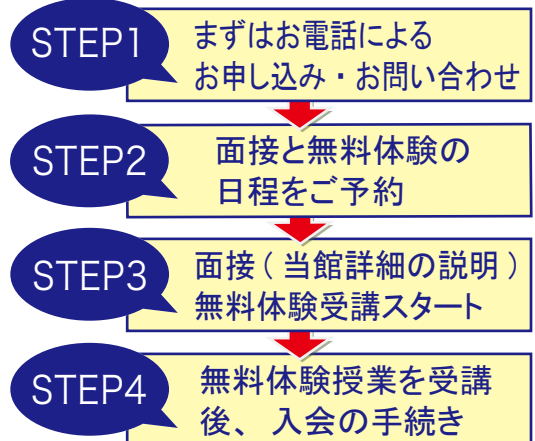 STEP1
まずはお電話による
お申し込み・お問い合わせ
STEP2
面接と無料体験の
日程をご予約
STEP3
面接(当館詳細の説明)
無料体験受講スタート
STEP4
無料体験授業を受講
後、入会の手続き